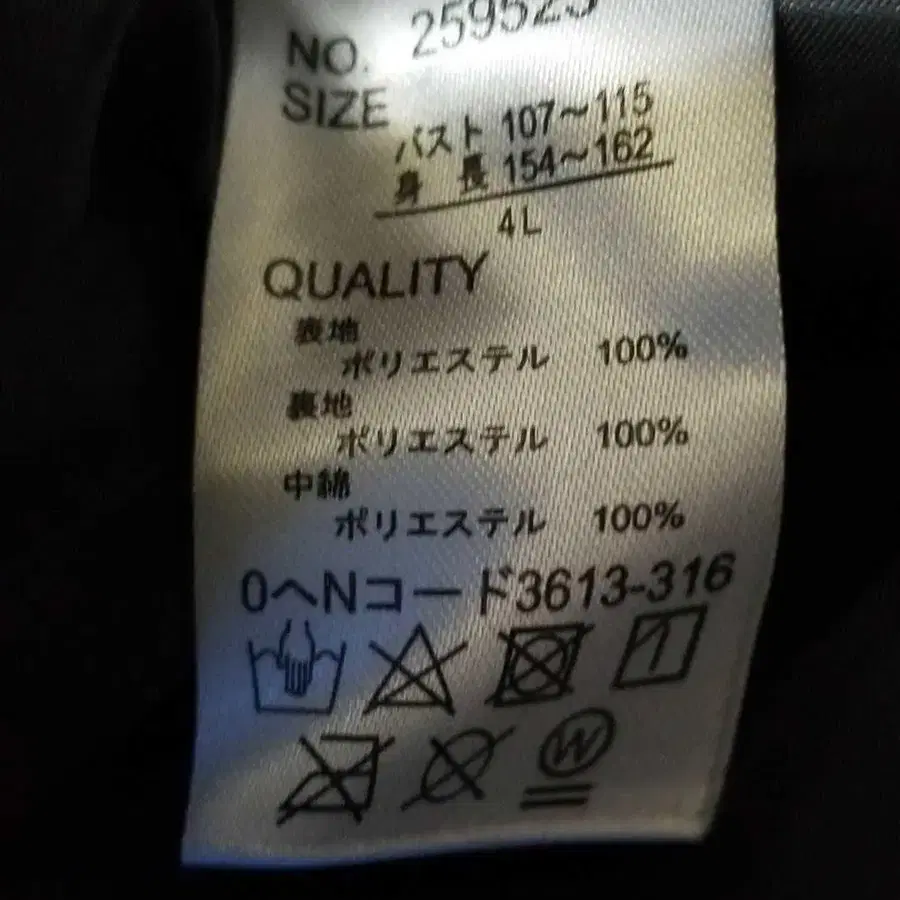 NO. 259523
SIZE
バスト 107～115
身長 154～162
4L
QUALITY
表地
ポリエステル 100%
裏地
ポリエステル 100%
中綿
ポリエステル 100%
0ヘNコード3613-316
W